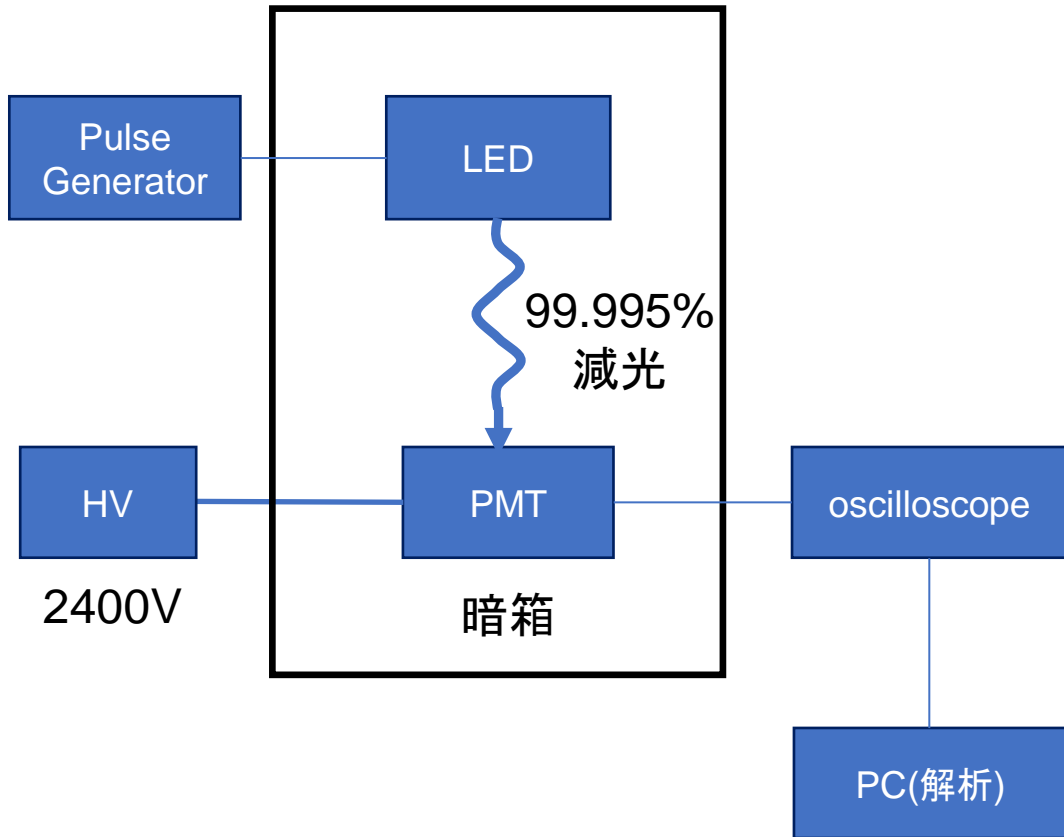 Pulse
Generator
LED
99.995%
減光
HV
PMT
oscilloscope
2400V
暗箱
PC(解析)